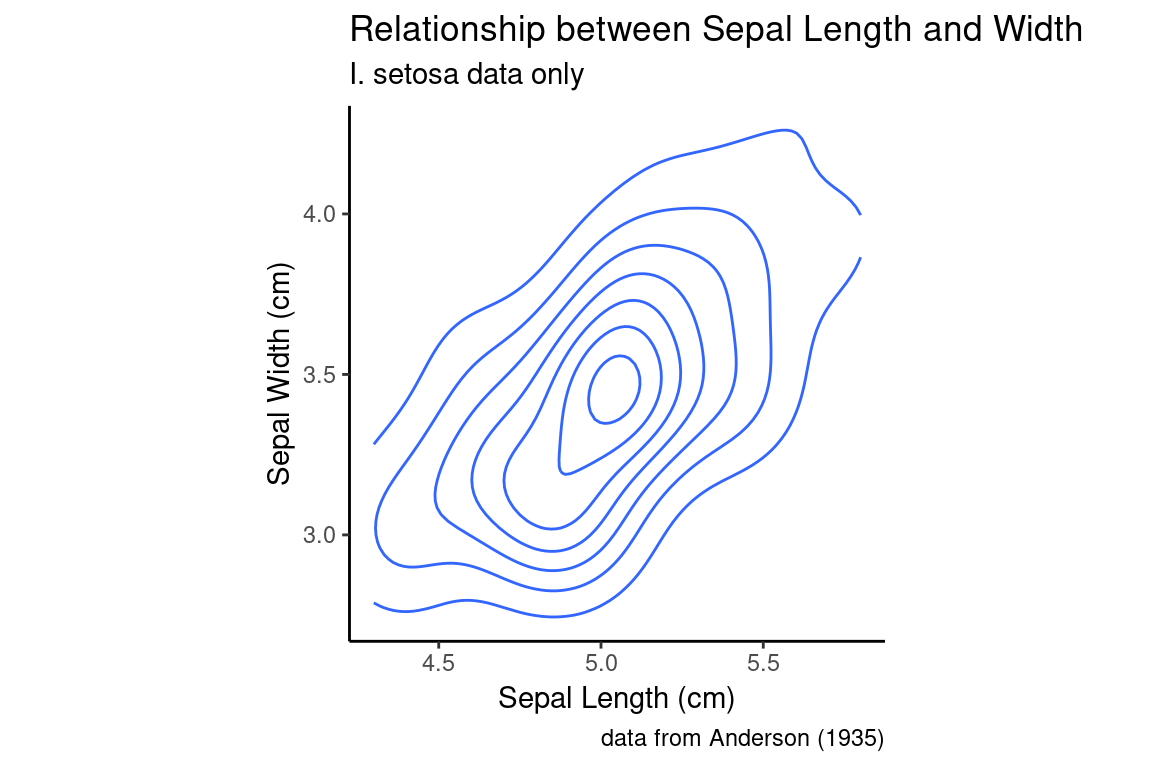 Relationship between Sepal Length and Width
I. setosa data only
Sepal Width (cm)
4.0
3.5
3.0
4.5 5.0 5.5
Sepal Length (cm)
data from Anderson (1935)